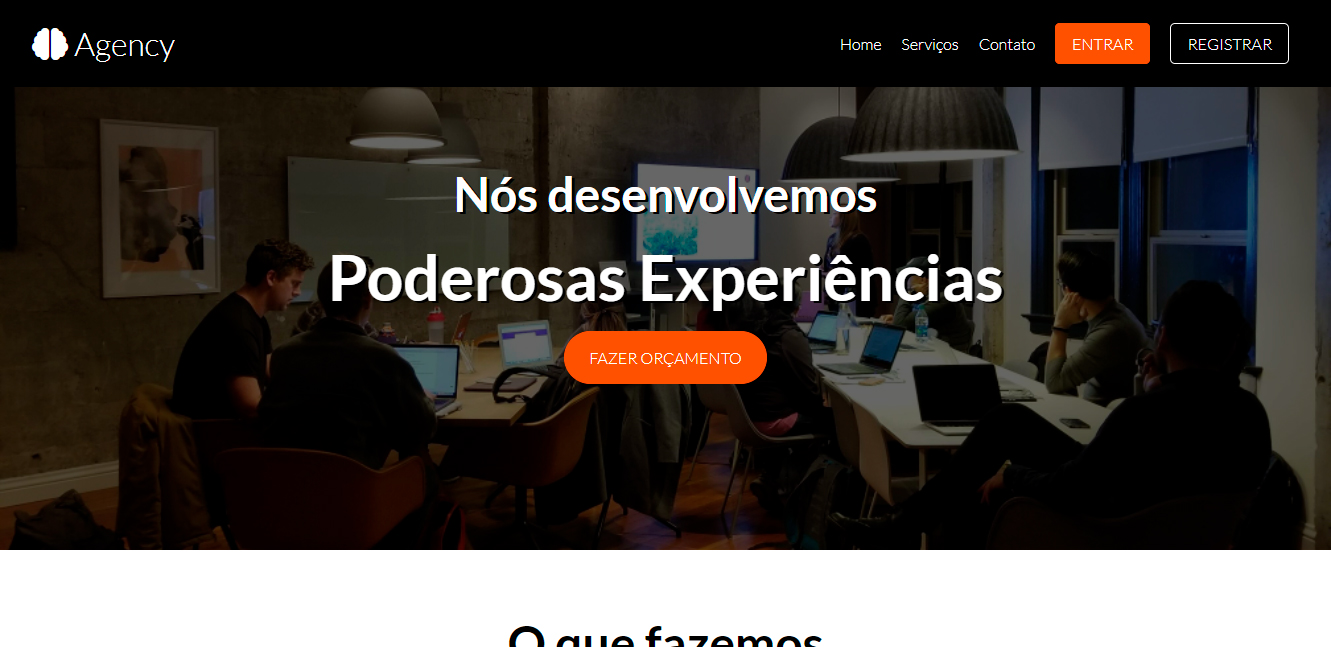 Agency
Home Serviços Contato ENTRAR REGISTRAR
Nós desenvolvemos
Poderosas Experiências
FAZER ORÇAMENTO
O que fazemos